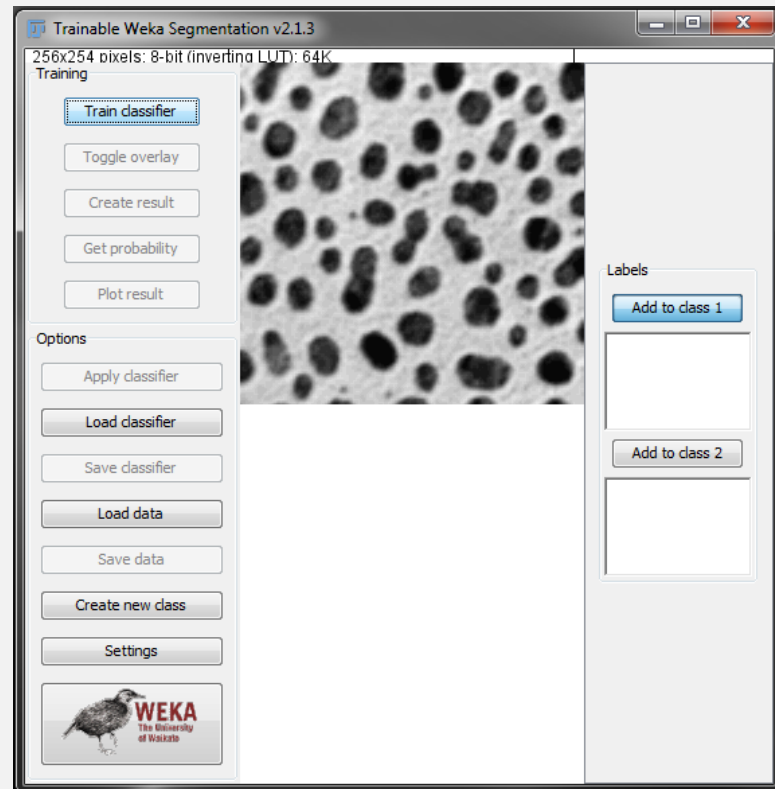 Trainable Weka Segmentation v2.1.3
256x254 pixels; 8-bit (inverting LUT); 64K
Training
Train classifier
Toggle overlay
Create result
Get probability
Plot result
Options
Apply classifier
Load classifier
Save classifier
Load data
Save data
Create new class
Settings
WEKA
The University
of Waikato
Labels
Add to class 1
Add to class 2